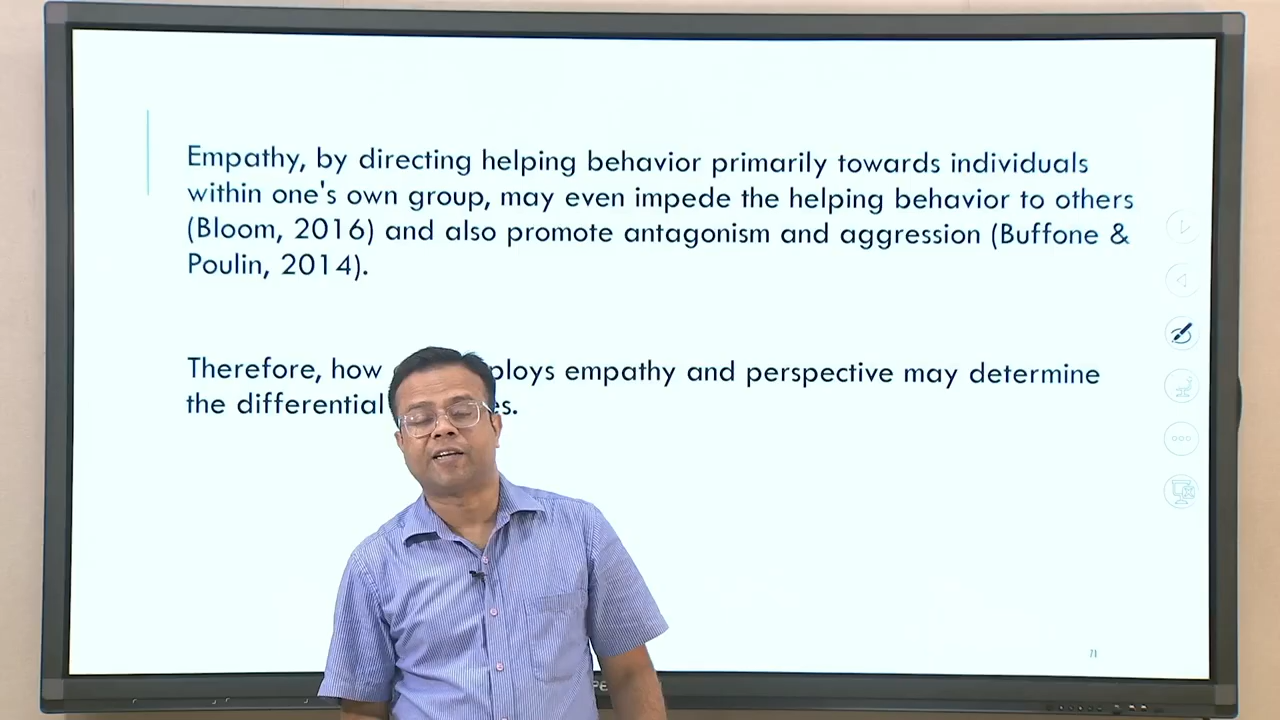 Empathy, by directing helping behavior primarily towards individuals
within one's own group, may even impede the helping behavior to others
(Bloom, 2016) and also promote antagonism and aggression (Buffone &
Poulin, 2014).
Therefore, how ploys empathy and perspective may determine
the differential es.